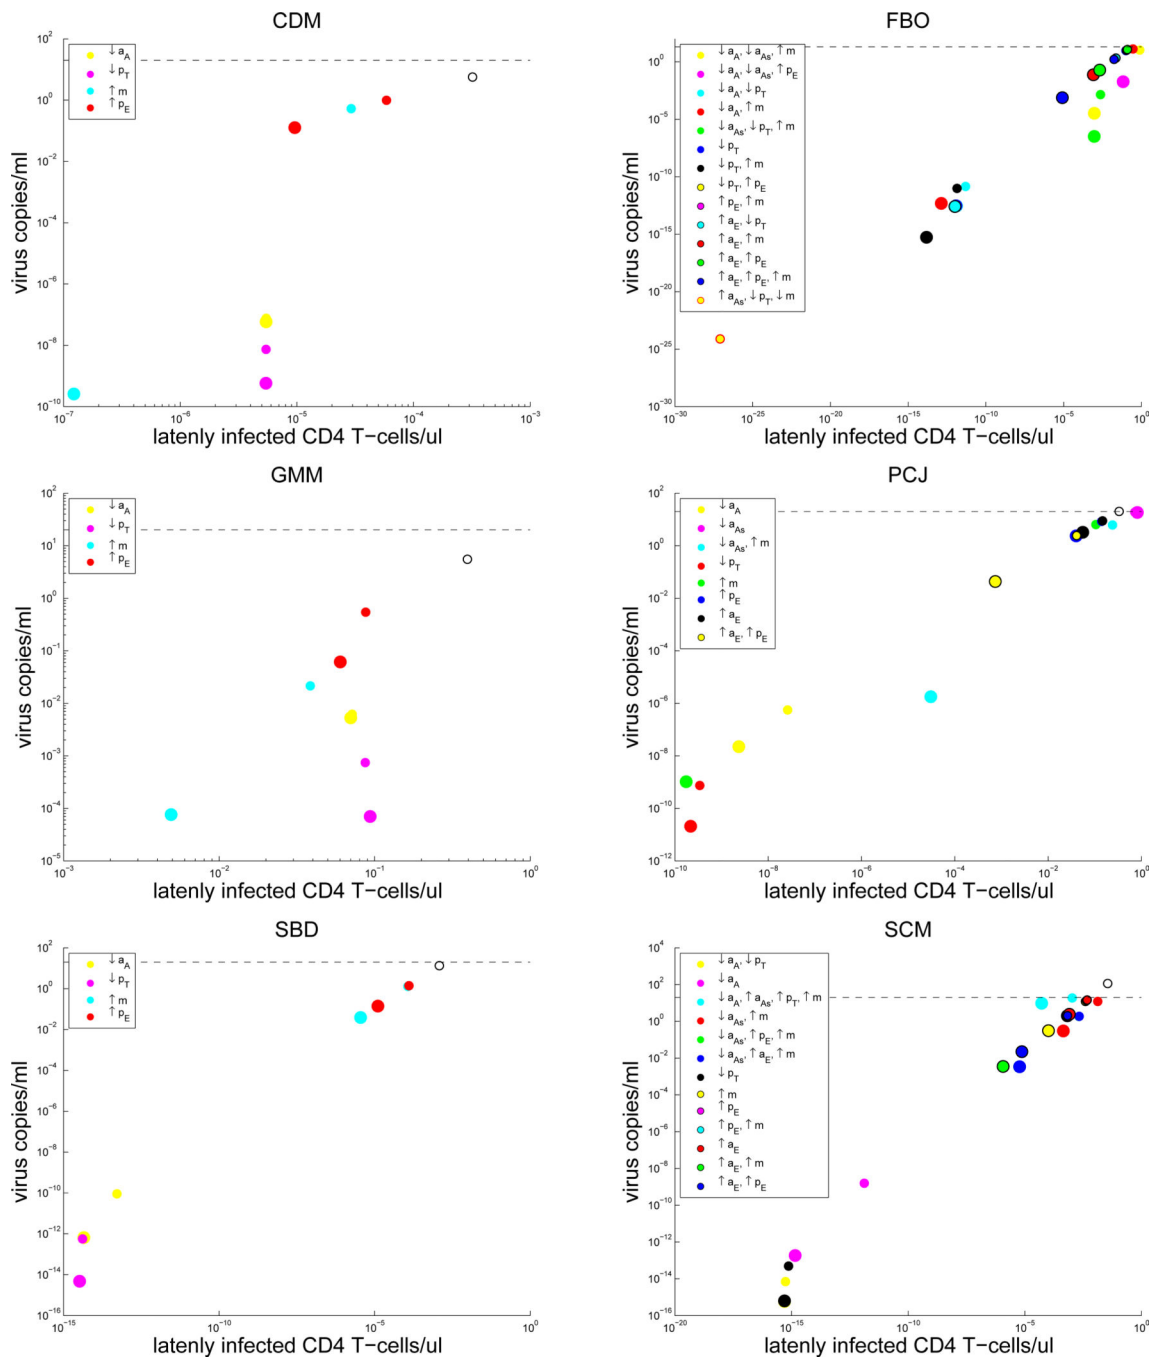 CDM
virus copies/ml
10^2
10^0
10^-2
10^-4
10^-6
10^-8
10^-10
↓ a_A
↓ p_T
↑ m
↑ p_E
10^-7
10^-6
10^-5
10^-4
10^-3
latenly infected CD4 T-cells/ul
FBO
virus copies/ml
10^0
10^-5
10^-10
10^-15
10^-20
10^-25
10^-30
↓ a_A, ↓ a_As, ↑ m
↓ a_A, ↓ a_As, ↑ p_E
↓ a_A, ↓ p_T
↓ a_A, ↑ m
↓ a_As, ↓ p_T, ↑ m
↓ p_T
↓ p_T, ↑ m
↓ p_T, ↑ p_E
↑ p_E, ↑ m
↑ a_E, ↓ p_T
↑ a_E, ↑ m
↑ a_E, ↑ p_E
↑ a_E, ↑ p_E, ↑ m
↑ a_As, ↓ p_T, ↓ m
10^-30
10^-25
10^-20
10^-15
10^-10
10^-5
10^0
latenly infected CD4 T-cells/ul
GMM
virus copies/ml
10^2
10^1
10^0
10^-1
10^-2
10^-3
10^-4
10^-5
↓ a_A
↓ p_T
↑ m
↑ p_E
10^-3
10^-2
10^-1
10^0
latenly infected CD4 T-cells/ul
PCJ
virus copies/ml
10^2
10^0
10^-2
10^-4
10^-6
10^-8
10^-10
10^-12
↓ a_A
↓ a_As
↓ a_As, ↑ m
↓ p_T
↑ m
↑ p_E
↑ a_E
↑ a_E, ↑ p_E
10^-10
10^-8
10^-6
10^-4
10^-2
10^0
latenly infected CD4 T-cells/ul
SBD
virus copies/ml
10^2
10^0
10^-2
10^-4
10^-6
10^-8
10^-10
10^-12
10^-14
10^-16
↓ a_A
↓ p_T
↑ m
↑ p_E
10^-15
10^-10
10^-5
10^0
latenly infected CD4 T-cells/ul
SCM
virus copies/ml
10^4
10^2
10^0
10^-2
10^-4
10^-6
10^-8
10^-10
10^-12
10^-14
10^-16
↓ a_A, ↓ p_T
↓ a_A
↓ a_A, ↑ a_As, ↑ p_T, ↑ m
↓ a_As, ↑ m
↓ a_As, ↑ p_E, ↑ m
↓ a_As, ↑ a_E, ↑ m
↓ p_T
↑ m
↑ p_E
↑ p_E, ↑ m
↑ a_E
↑ a_E, ↑ m
↑ a_E, ↑ p_E
10^-20
10^-15
10^-10
10^-5
10^0
latenly infected CD4 T-cells/ul